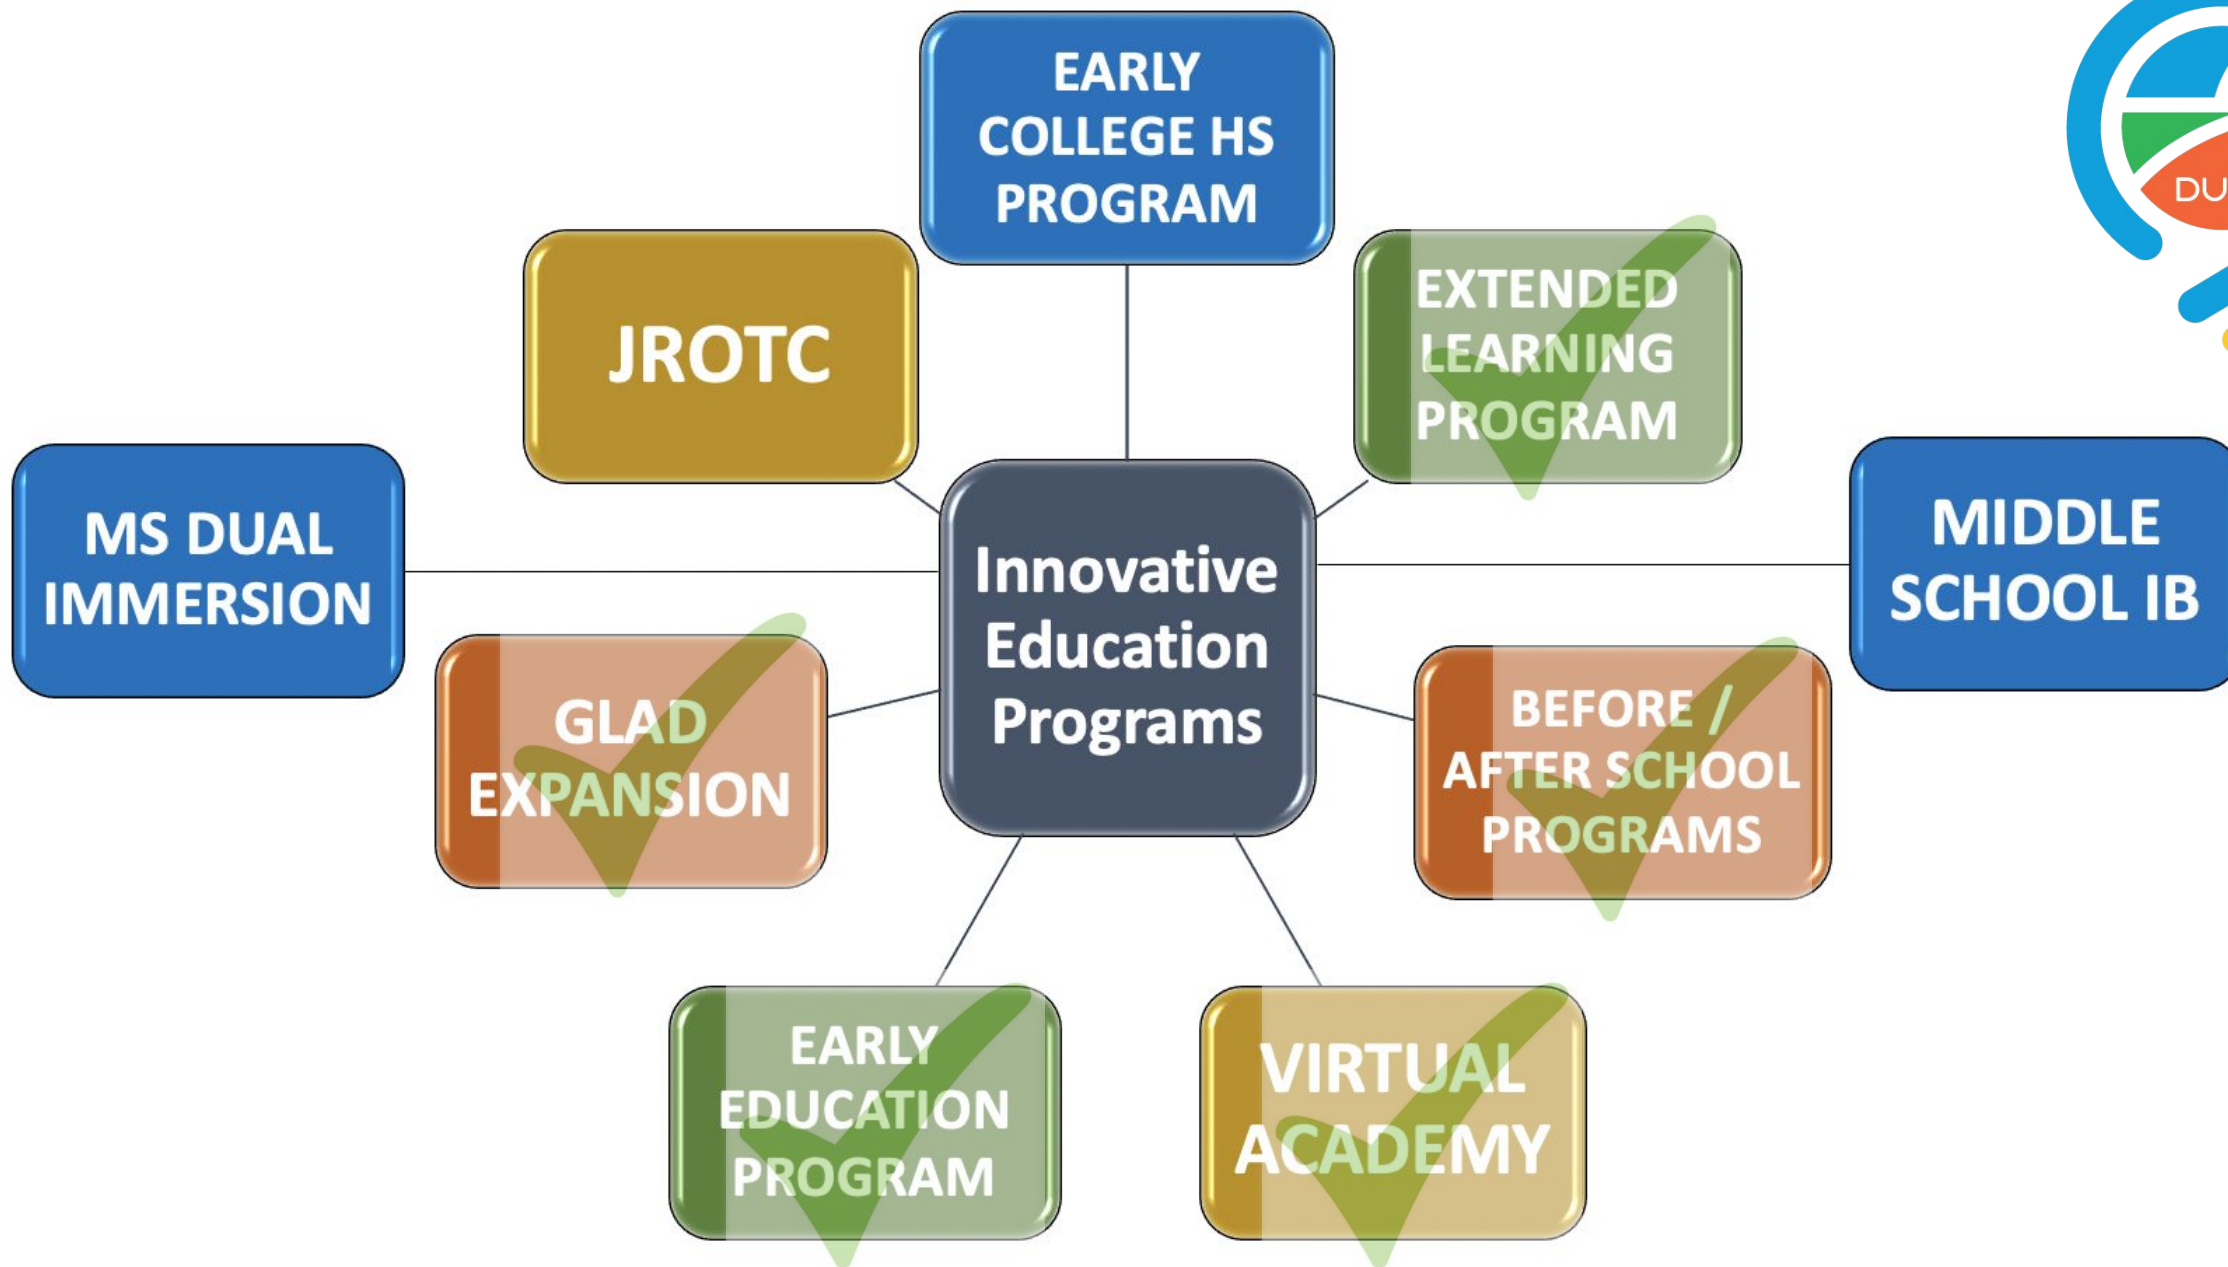 EARLY
COLLEGE HS
PROGRAM
JROTC
EXTENDED
LEARNING
PROGRAM
MS DUAL
IMMERSION
Innovative
Education
Programs
MIDDLE
SCHOOL IB
GLAD
EXPANSION
BEFORE /
AFTER SCHOOL
PROGRAMS
EARLY
EDUCATION
PROGRAM
VIRTUAL
ACADEMY